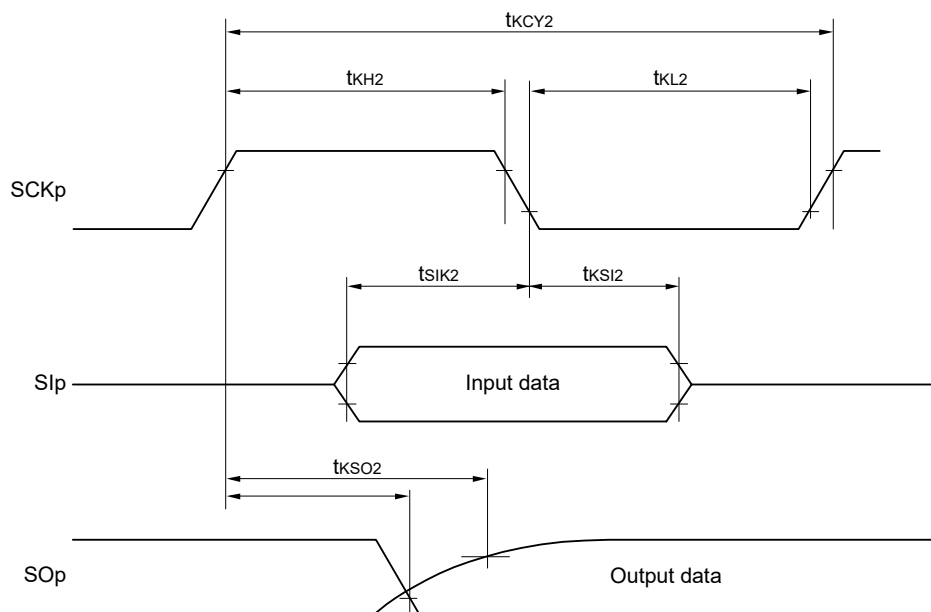 tKCY2
tKH2
tKL2
SCKp
tSIK2
tKSI2
SIp
Input data
tKSO2
SOp
Output data